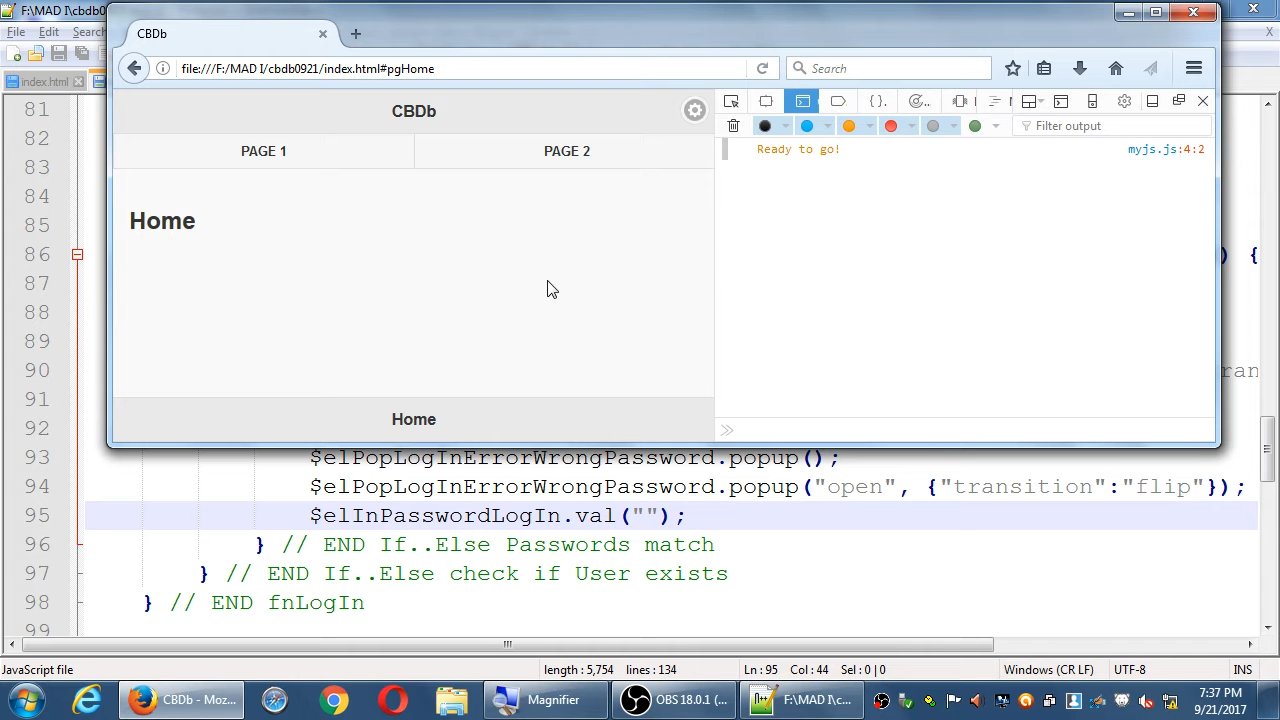 F:\MAD I\cbdb0
File Edit Search
index.html
CBDb
file:///F:/MAD I/cbdb0921/index.html#pgHome
Search
CBDb
PAGE 1 PAGE 2
Home
Home
Filter output
Ready to go! myjs.js:4:2
81
82
83
84
85
86 ) {
87
88
89
90
91
92
93 $elPopLogInErrorWrongPassword.popup();
94 $elPopLogInErrorWrongPassword.popup("open", {"transition":"flip"});
95 $elInPasswordLogIn.val("");
96 } // END If..Else Passwords match
97 } // END If..Else check if User exists
98 } // END fnLogIn
99
JavaScript file length : 5,754 lines : 134 Ln : 95 Col : 44 Sel : 0 | 0 Windows (CR LF) UTF-8 INS
CBDb - Moz... Magnifier OBS 18.0.1 (... F:\MAD I\c... 7:37 PM
9/21/2017